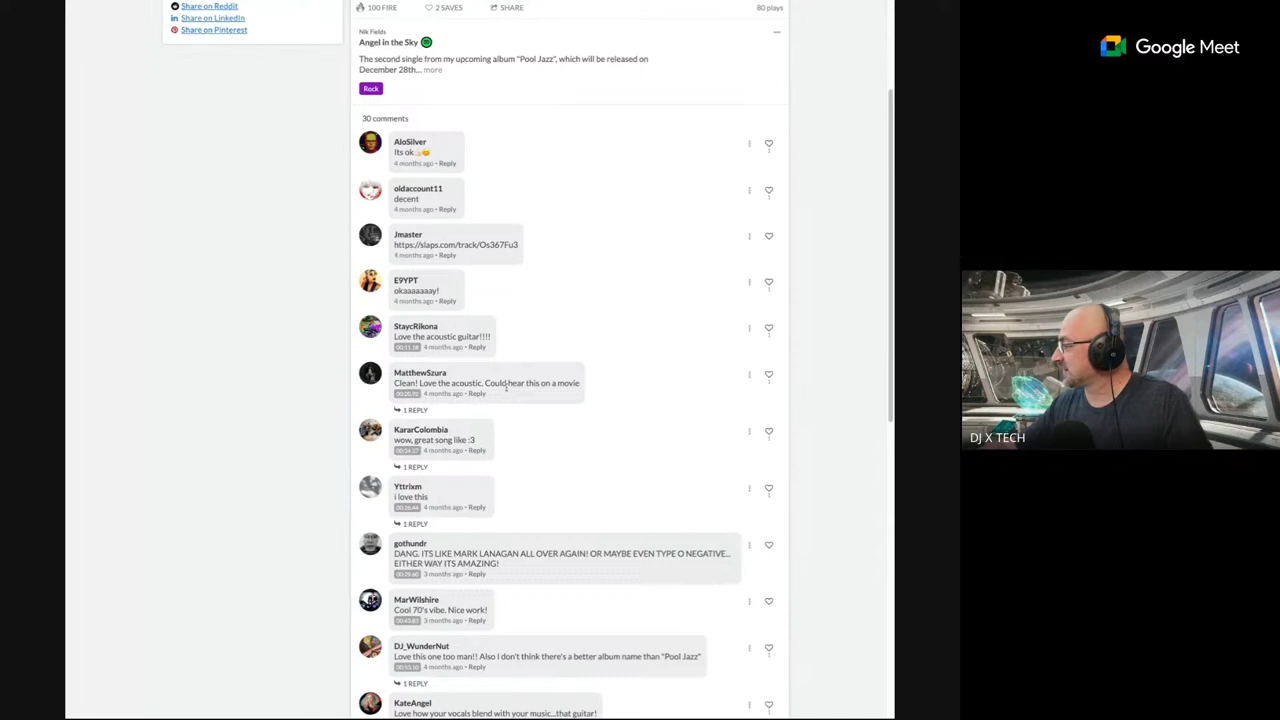 Share on Reddit
Share on LinkedIn
Share on Pinterest
100 FIRE 2 SAVES SHARE 80 plays
Nik Fields
Angel in the Sky
The second single from my upcoming album "Pool Jazz", which will be released on
December 28th... more
Rock
30 comments
AloSilver
Its ok
4 months ago • Reply
oldaccount11
decent
4 months ago • Reply
Jmaster
https://slaps.com/track/Os367Fu3
4 months ago • Reply
E9YPT
okaaaaaaay!
4 months ago • Reply
StaycRikona
Love the acoustic guitar!!!!
4 months ago • Reply
MatthewSzura
Clean! Love the acoustic. Could hear this on a movie
4 months ago • Reply
1 REPLY
KararColombia
wow, great song like :3
4 months ago • Reply
1 REPLY
Yttrixm
i love this
4 months ago • Reply
1 REPLY
gothundr
DANG. ITS LIKE MARK LANAGAN ALL OVER AGAIN! OR MAYBE EVEN TYPE O NEGATIVE...
EITHER WAY ITS AMAZING!
3 months ago • Reply
MarWilshire
Cool 70's vibe. Nice work!
3 months ago • Reply
DJ_WunderNut
Love this one too man!! Also I don't think there's a better album name than "Pool Jazz"
4 months ago • Reply
1 REPLY
KateAngel
Love how your vocals blend with your music...that guitar!
Google Meet
DJ X TECH